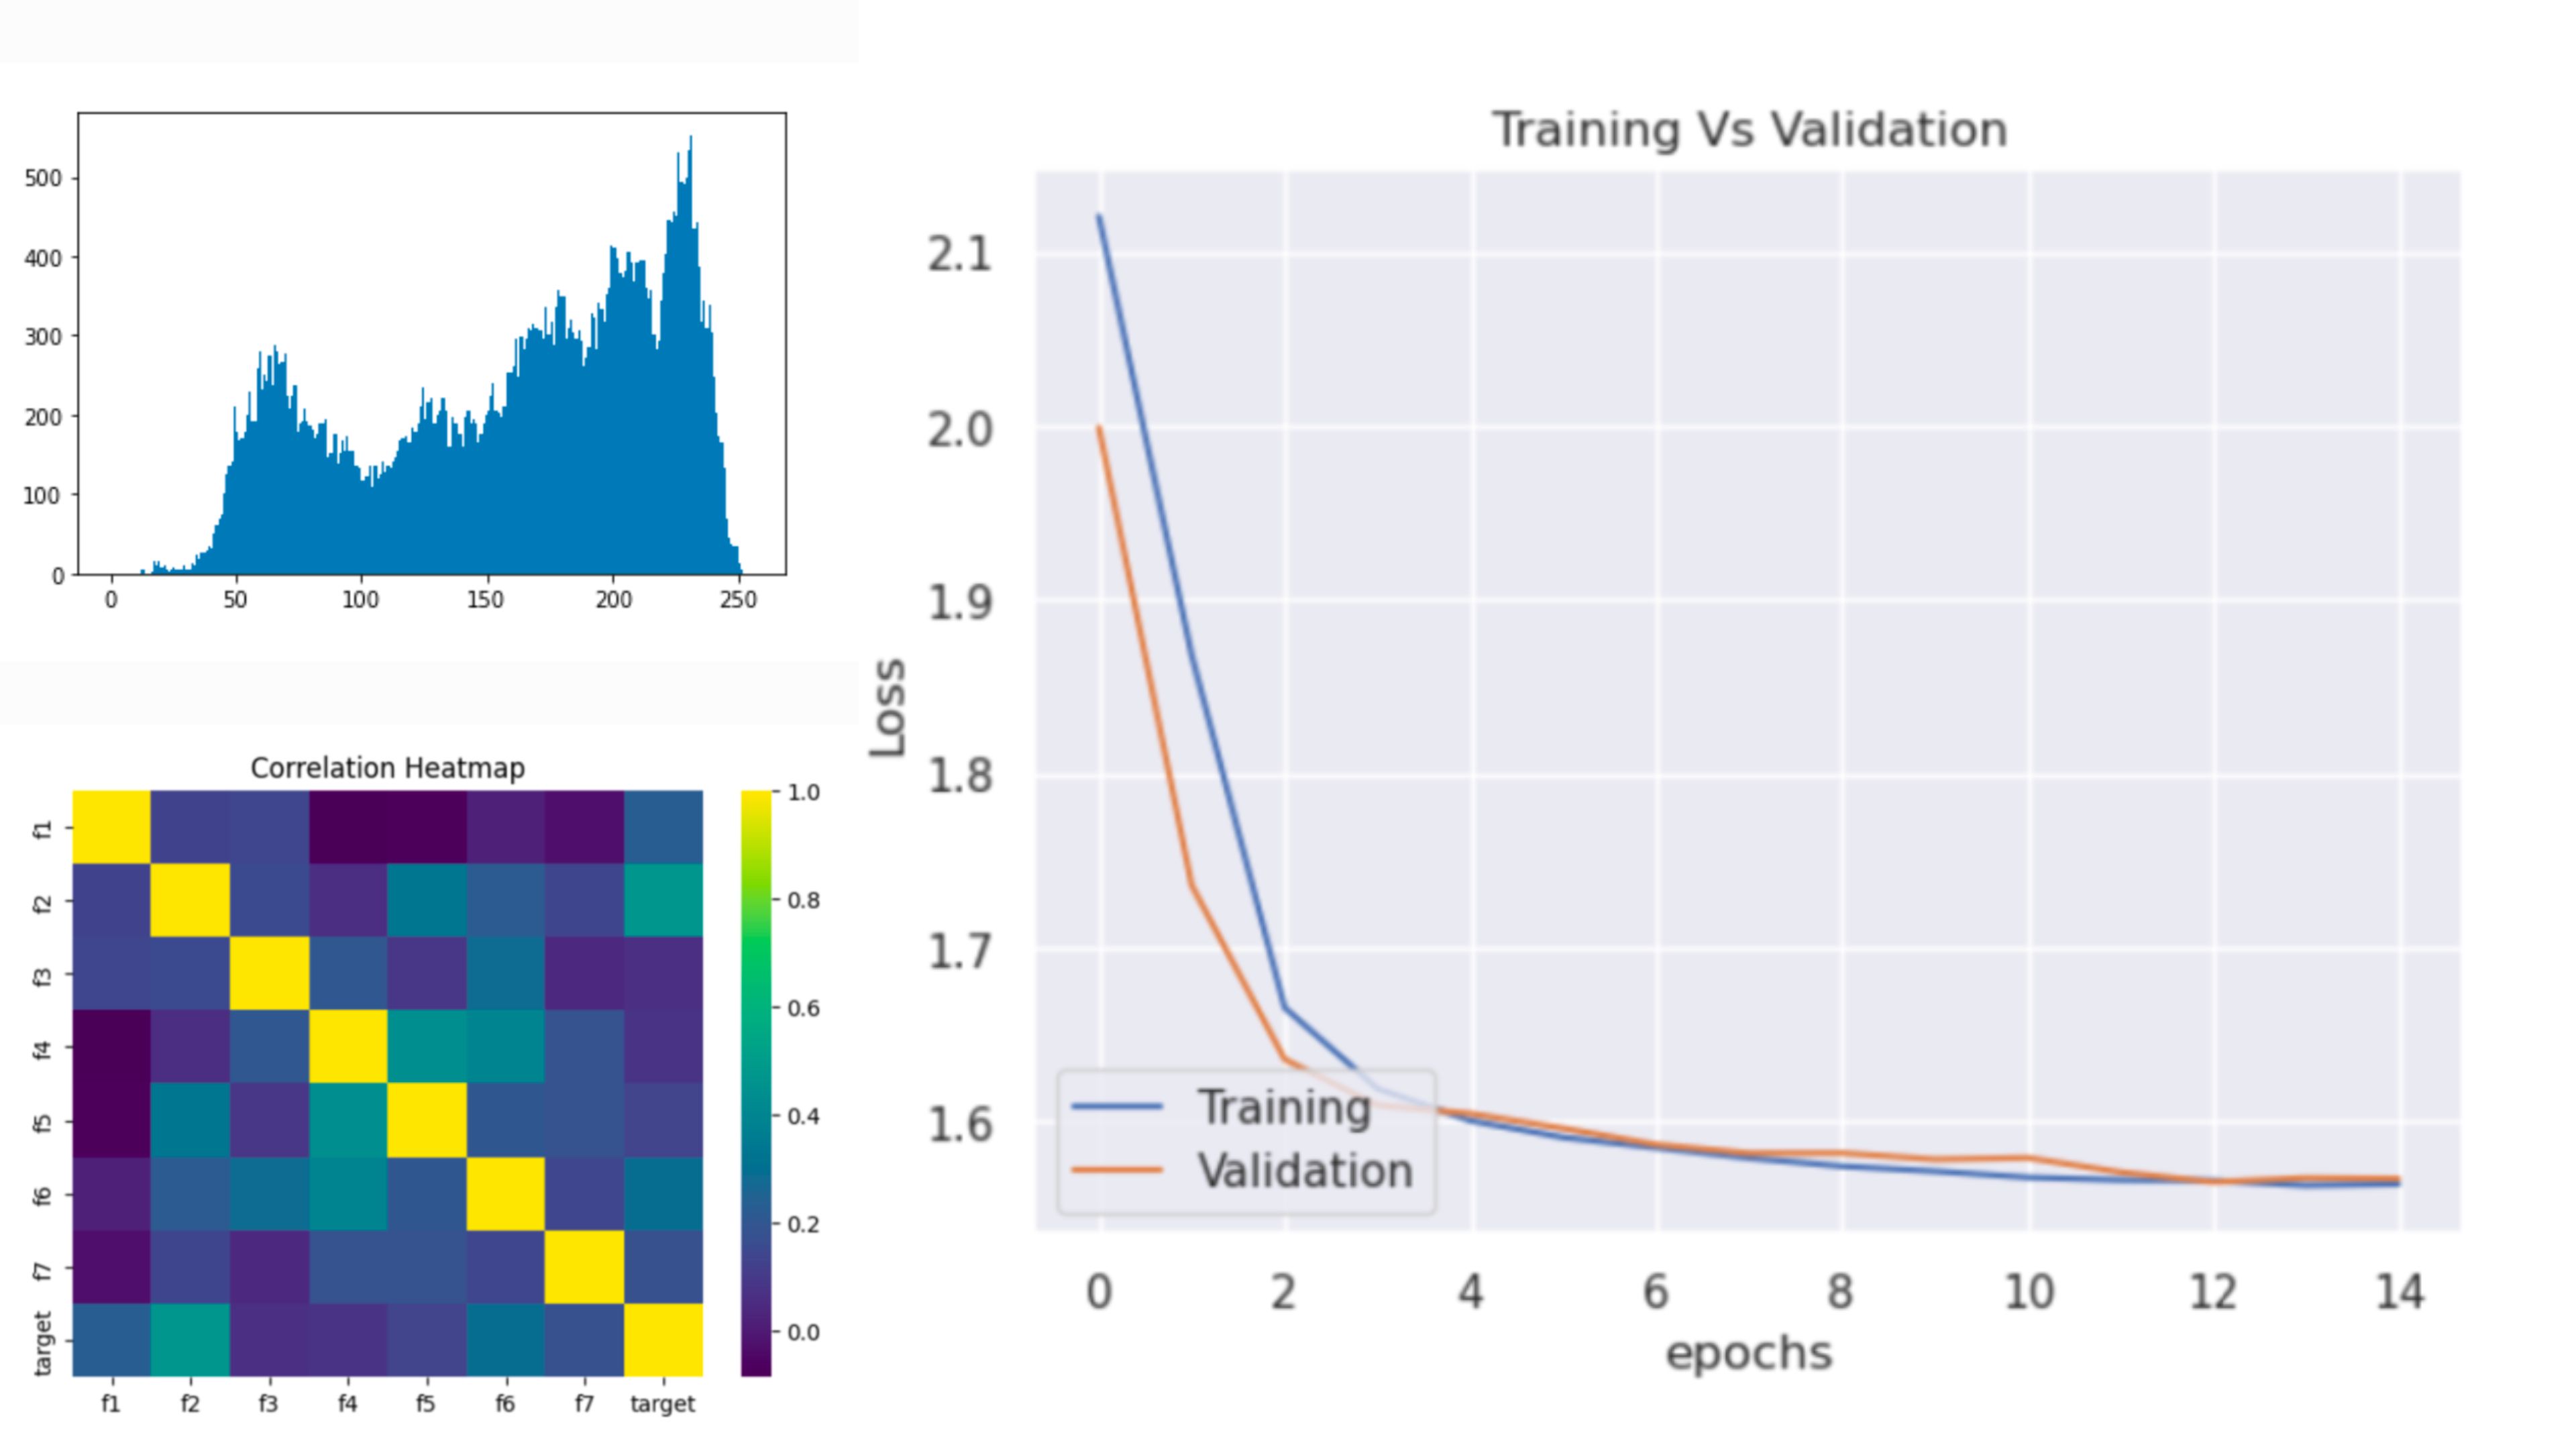 500
400
300
200
100
0
0 50 100 150 200 250
Correlation Heatmap
f1
f2
f3
f4
f5
f6
f7
target
f1 f2 f3 f4 f5 f6 f7 target
1.0
0.8
0.6
0.4
0.2
0.0
Training Vs Validation
Loss
2.1
2.0
1.9
1.8
1.7
1.6
Training
Validation
0 2 4 6 8 10 12 14
epochs